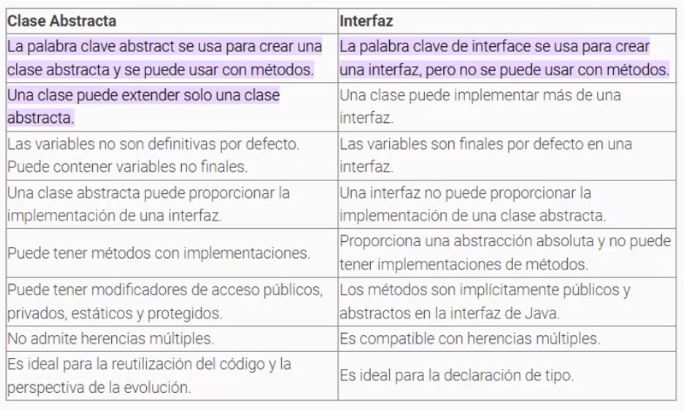 Clase Abstracta
Interfaz
La palabra clave abstract se usa para crear una
clase abstracta y se puede usar con métodos.
La palabra clave de interface se usa para crear
una interfaz, pero no se puede usar con métodos.
Una clase puede extender solo una clase
abstracta.
Una clase puede implementar más de una
interfaz.
Las variables no son definitivas por defecto.
Puede contener variables no finales.
Las variables son finales por defecto en una
interfaz.
Una clase abstracta puede proporcionar la
implementación de una interfaz.
Una interfaz no puede proporcionar la
implementación de una clase abstracta.
Puede tener métodos con implementaciones.
Proporciona una abstracción absoluta y no puede
tener implementaciones de métodos.
Puede tener modificadores de acceso públicos,
privados, estáticos y protegidos.
Los métodos son implícitamente públicos y
abstractos en la interfaz de Java.
No admite herencias múltiples.
Es compatible con herencias múltiples.
Es ideal para la reutilización del código y la
perspectiva de la evolución.
Es ideal para la declaración de tipo.